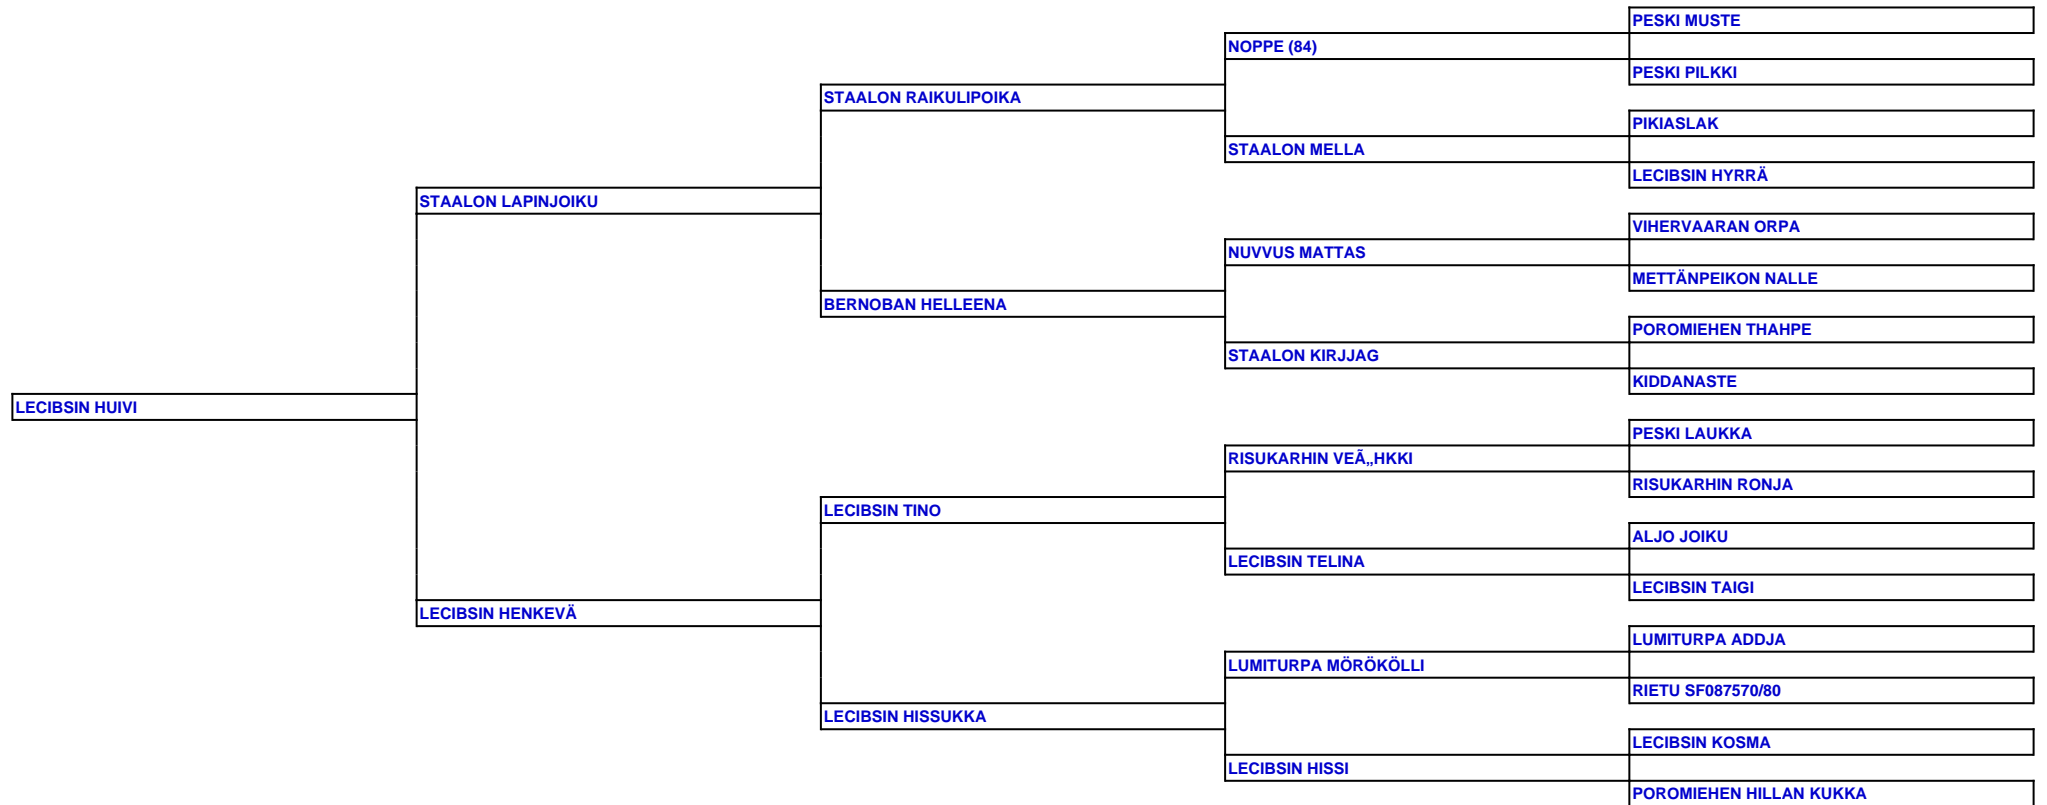 PESKI MUSTE
NOPPE (84)
PESKI PILKKI
STAALON RAIKULIPOIKA
PIKIASLAK
STAALON MELLA
LECIBSIN HYRRÄ
STAALON LAPINJOIKU
VIHERVAARAN ORPA
NUVVUS MATTAS
METTÄNPEIKON NALLE
BERNOBAN HELLEENA
POROMIEHEN THAHPE
STAALON KIRJJAG
KIDDANASTE
LECIBSIN HUIVI
PESKI LAUKKA
RISUKARHIN VEÃ„HKKI
RISUKARHIN RONJA
LECIBSIN TINO
ALJO JOIKU
LECIBSIN TELINA
LECIBSIN TAIGI
LECIBSIN HENKEVÄ
LUMITURPA ADDJA
LUMITURPA MÖRÖKÖLLI
RIETU SF087570/80
LECIBSIN HISSUKKA
LECIBSIN KOSMA
LECIBSIN HISSI
POROMIEHEN HILLAN KUKKA